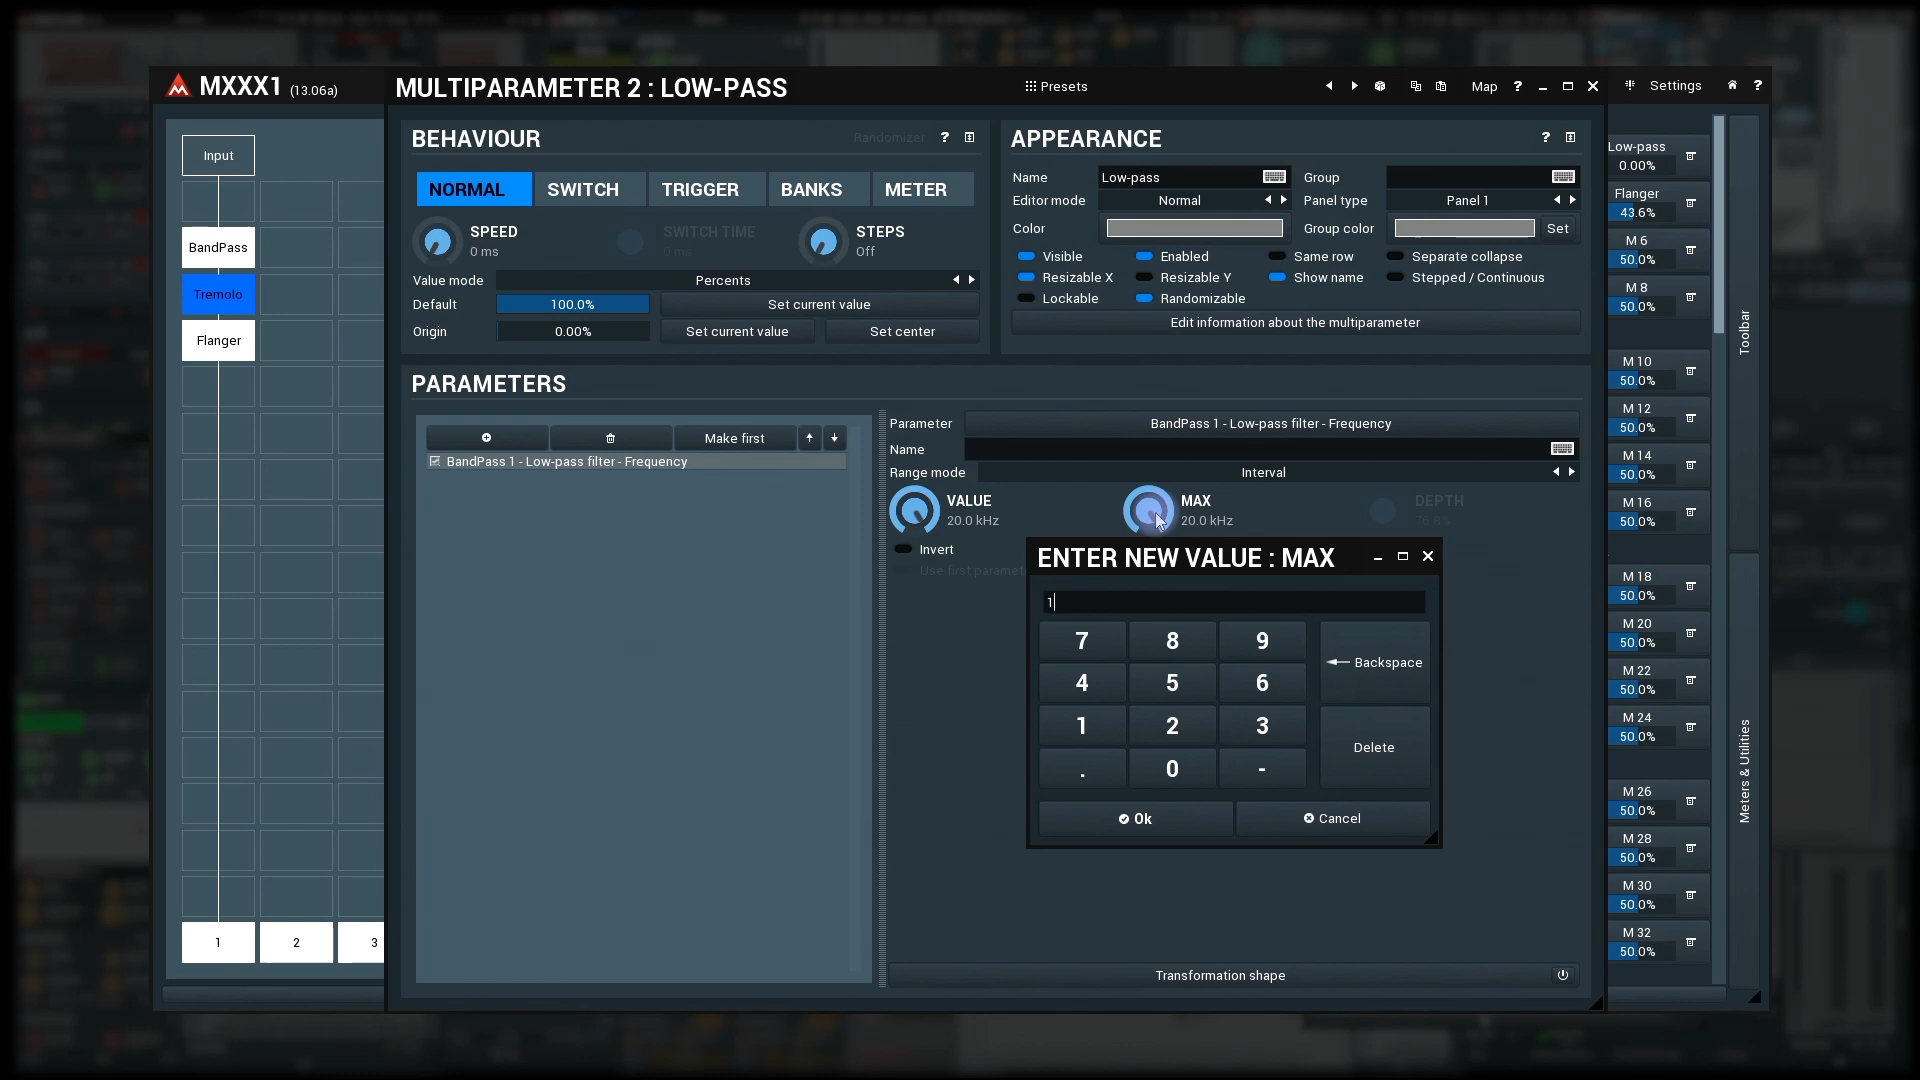 MXXX1 (13.06a)
MULTIPARAMETER 2 : LOW-PASS
Presets
Map ?
Settings ?
Input
BandPass
Tremolo
Flanger
1 2 3
BEHAVIOUR
Randomizer ?
NORMAL SWITCH TRIGGER BANKS METER
SPEED
0 ms
SWITCH TIME
0 ms
STEPS
Off
Value mode Percents
Default 100.0% Set current value
Origin 0.00% Set current value Set center
APPEARANCE ?
Name Low-pass Group
Editor mode Normal Panel type Panel 1
Color Group color Set
Visible Enabled Same row Separate collapse
Resizable X Resizable Y Show name Stepped / Continuous
Lockable Randomizable
Edit information about the multiparameter
PARAMETERS
Make first
BandPass 1 - Low-pass filter - Frequency
Parameter BandPass 1 - Low-pass filter - Frequency
Name
Range mode Interval
VALUE
20.0 kHz
MAX
20.0 kHz
DEPTH
76.8%
Invert
Use first paramete
ENTER NEW VALUE : MAX
1
7 8 9
Backspace
4 5 6
1 2 3
Delete
. 0 -
Ok Cancel
Transformation shape
Low-pass
0.00%
Flanger
43.6%
M 6
50.0%
M 8
50.0%
M 10
50.0%
M 12
50.0%
M 14
50.0%
M 16
50.0%
M 18
50.0%
M 20
50.0%
M 22
50.0%
M 24
50.0%
M 26
50.0%
M 28
50.0%
M 30
50.0%
M 32
50.0%
Toolbar
Meters & Utilities